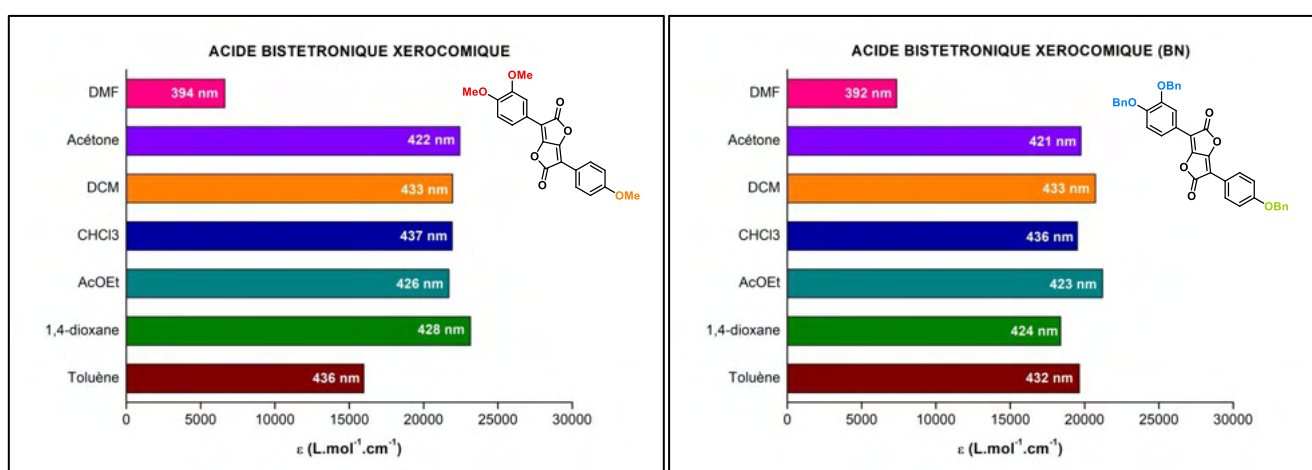 ACIDE BISTETRONIQUE XEROCOMIQUE
DMF
394 nm
Acétone
422 nm
DCM
433 nm
CHCl3
437 nm
AcOEt
426 nm
1,4-dioxane
428 nm
Toluène
436 nm
0 5000 10000 15000 20000 25000 30000
ε (L.mol⁻¹.cm⁻¹)
OMe
OMe
O
O
O
O
OMe
ACIDE BISTETRONIQUE XEROCOMIQUE (BN)
DMF
392 nm
Acétone
421 nm
DCM
433 nm
CHCl3
436 nm
AcOEt
423 nm
1,4-dioxane
424 nm
Toluène
432 nm
0 5000 10000 15000 20000 25000 30000
ε (L.mol⁻¹.cm⁻¹)
OBn
BnO
O
O
O
O
OBn